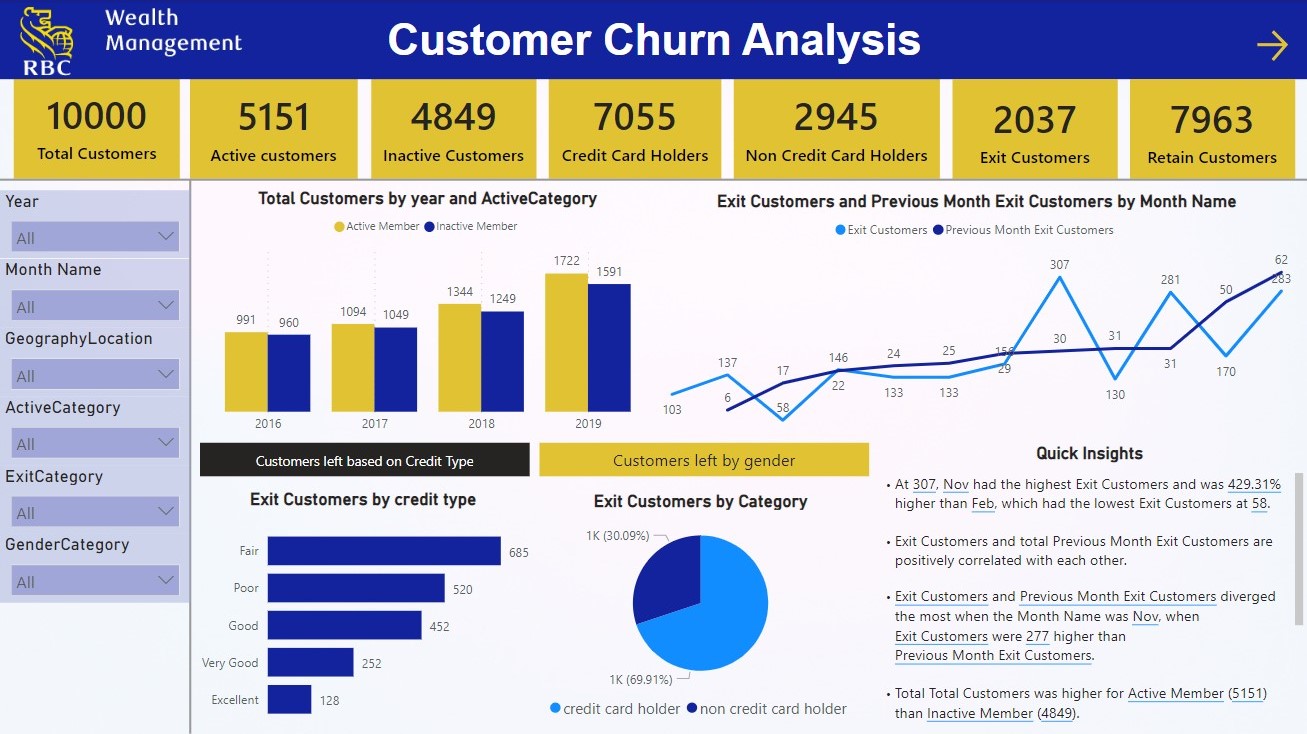 Wealth
Management
RBC
Customer Churn Analysis
10000
Total Customers
5151
Active customers
4849
Inactive Customers
7055
Credit Card Holders
2945
Non Credit Card Holders
2037
Exit Customers
7963
Retain Customers
Year
All
Month Name
All
GeographyLocation
All
ActiveCategory
All
ExitCategory
All
GenderCategory
All
Total Customers by year and ActiveCategory
Active Member Inactive Member
991 960 1094 1049 1344 1249 1722 1591
2016 2017 2018 2019
Exit Customers and Previous Month Exit Customers by Month Name
Exit Customers Previous Month Exit Customers
103 137 58 146 133 133 156 307 130 281 170 283
6 17 22 24 25 29 30 31 31 50 62
Customers left based on Credit Type
Customers left by gender
Exit Customers by credit type
Fair 685
Poor 520
Good 452
Very Good 252
Excellent 128
Exit Customers by Category
1K (30.09%)
1K (69.91%)
credit card holder non credit card holder
Quick Insights
• At 307, Nov had the highest Exit Customers and was 429.31%
higher than Feb, which had the lowest Exit Customers at 58.
• Exit Customers and total Previous Month Exit Customers are
positively correlated with each other.
• Exit Customers and Previous Month Exit Customers diverged
the most when the Month Name was Nov, when
Exit Customers were 277 higher than
Previous Month Exit Customers.
• Total Total Customers was higher for Active Member (5151)
than Inactive Member (4849).